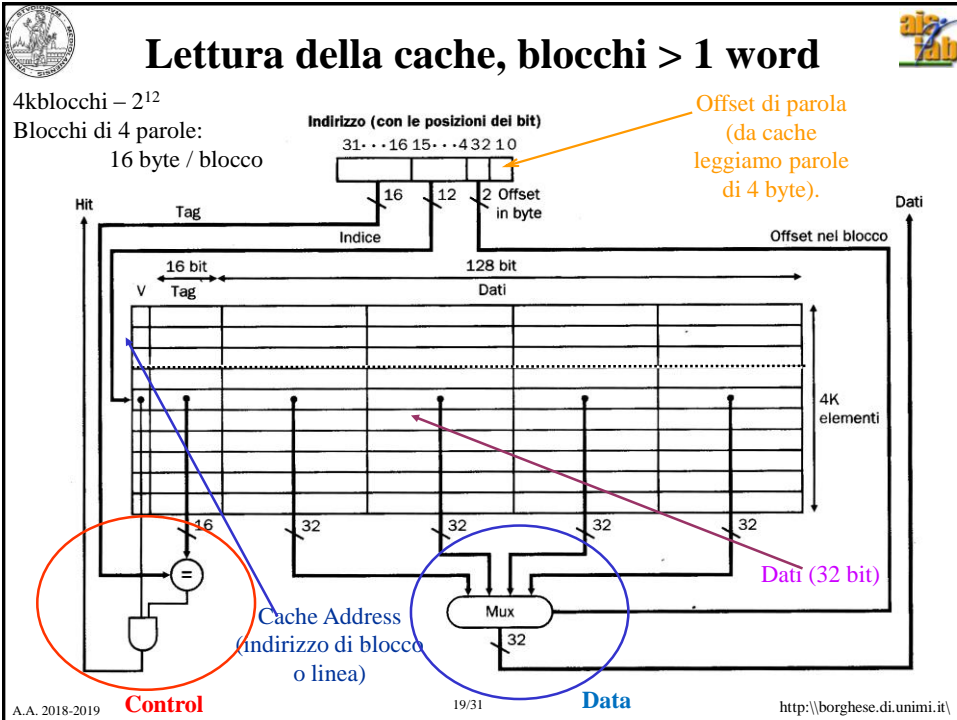 Lettura della cache, blocchi > 1 word
4kblocchi – 2¹²
Blocchi di 4 parole:
16 byte / blocco
Offset di parola
(da cache
leggiamo parole
di 4 byte).
Indirizzo (con le posizioni dei bit)
31···16 15···4 3 2 1 0
16 12 2 Offset
in byte
Hit
Tag
Indice
Dati
Offset nel blocco
16 bit 128 bit
V Tag Dati
4K
elementi
16 32 32 32 32
=
Dati (32 bit)
Mux
32
Cache Address
(indirizzo di blocco
o linea)
Control
Data
A.A. 2018-2019
19/31
http:\\borghese.di.unimi.it\